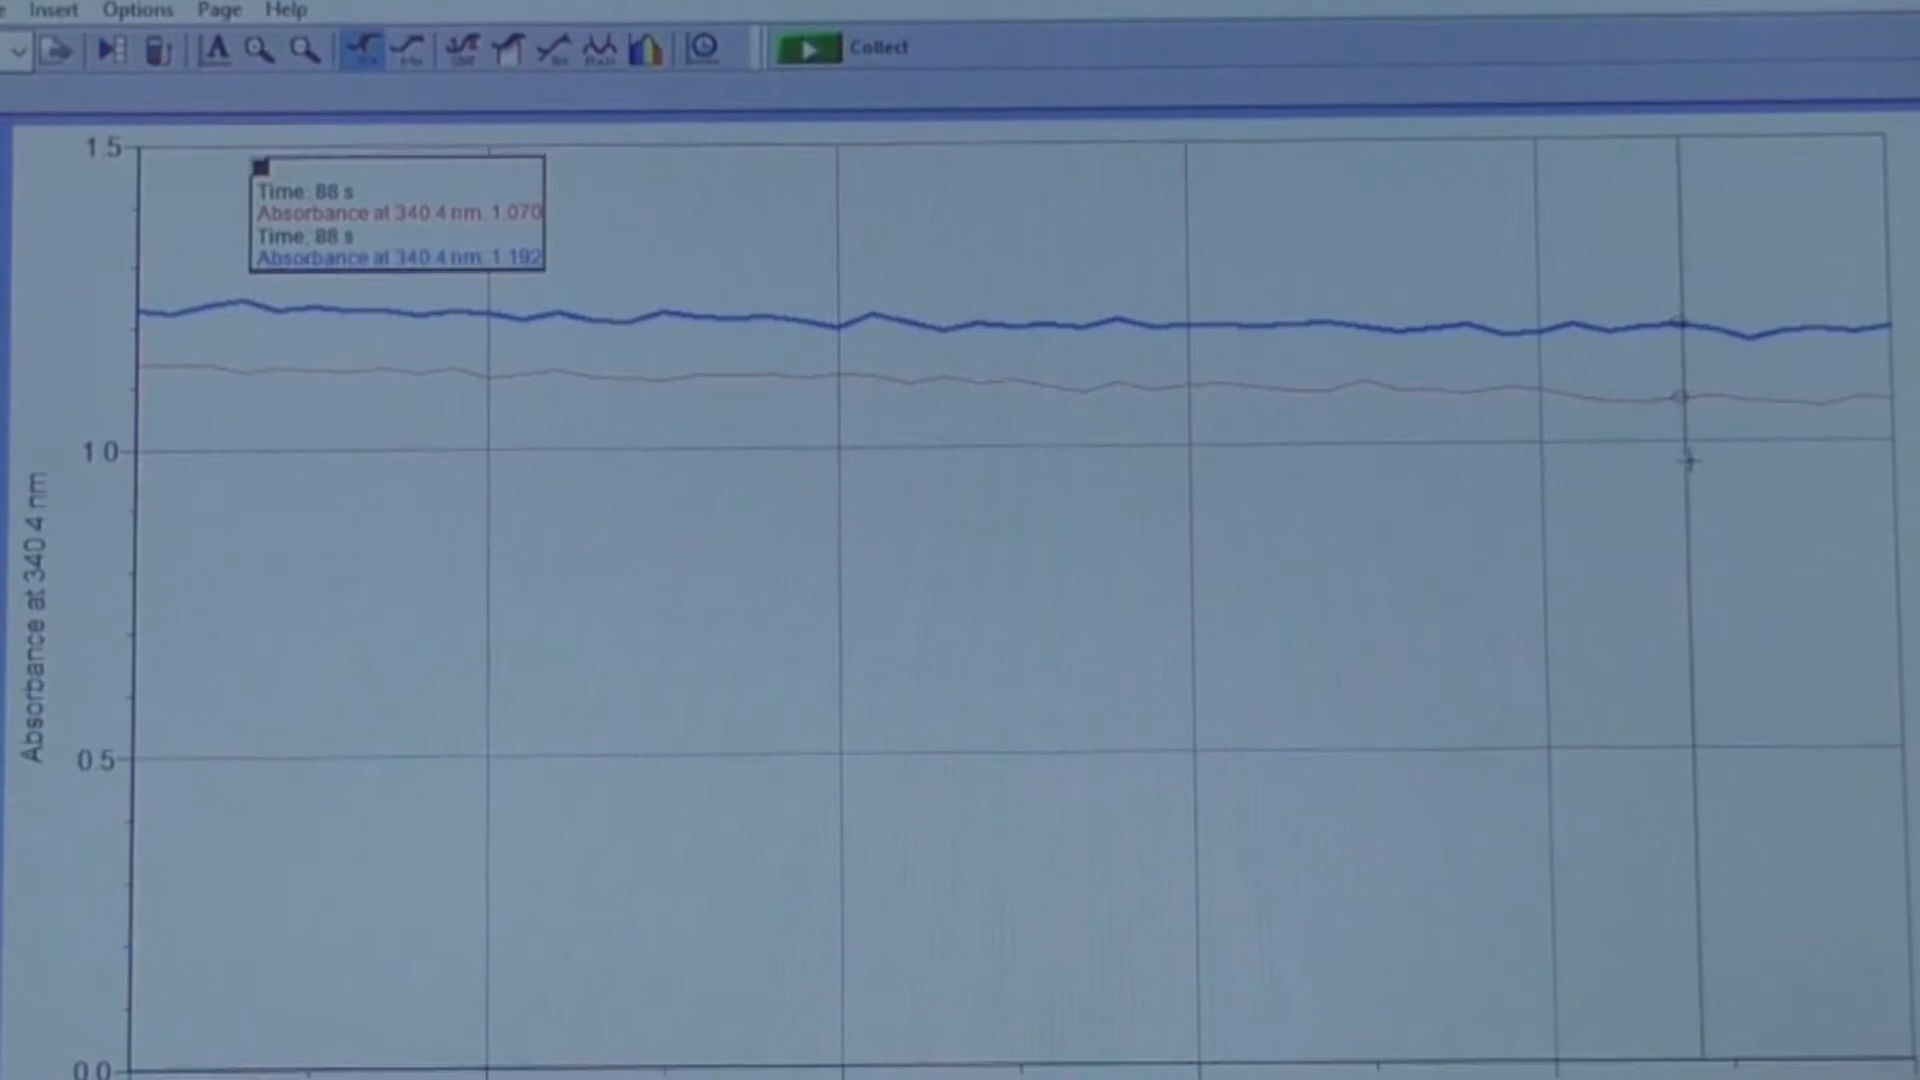 Insert Options Page Help
Collect
1.5
Time: 88 s
Absorbance at 340.4 nm: 1.070
Time: 88 s
Absorbance at 340.4 nm: 1.192
1.0
Absorbance at 340.4 nm
0.5
0.0